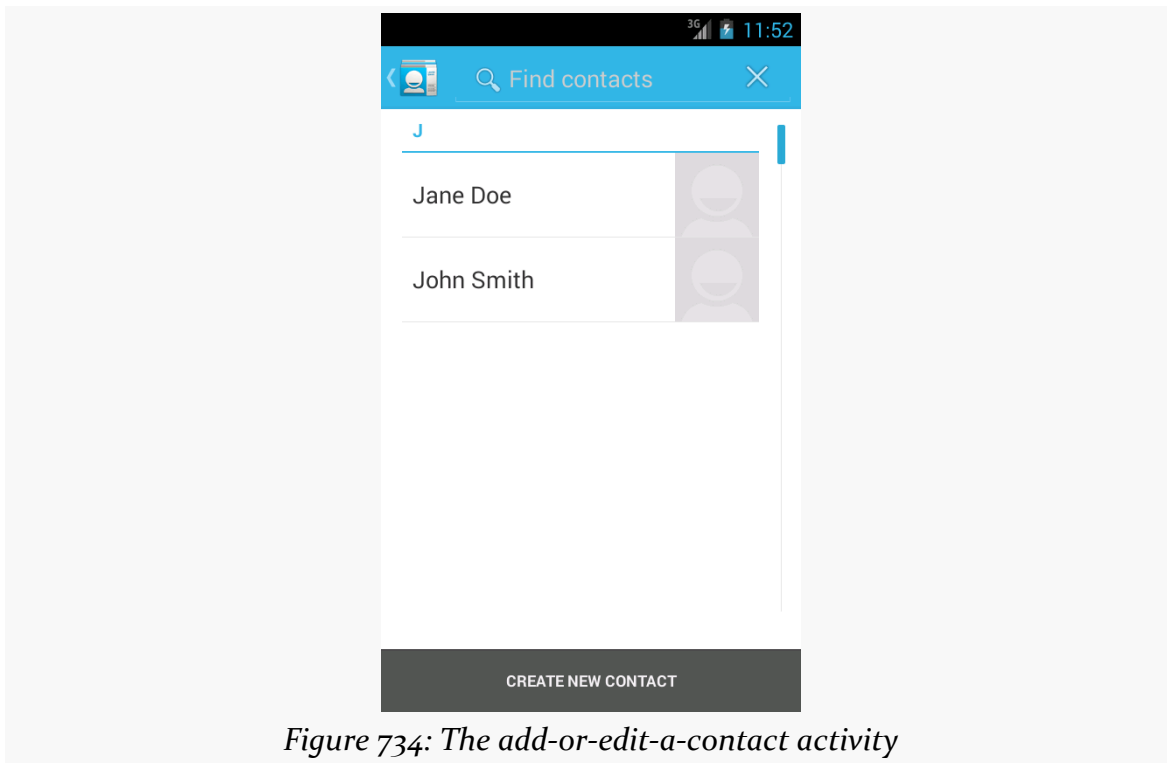 3G 11:52
Find contacts
J
Jane Doe
John Smith
CREATE NEW CONTACT
Figure 734: The add-or-edit-a-contact activity